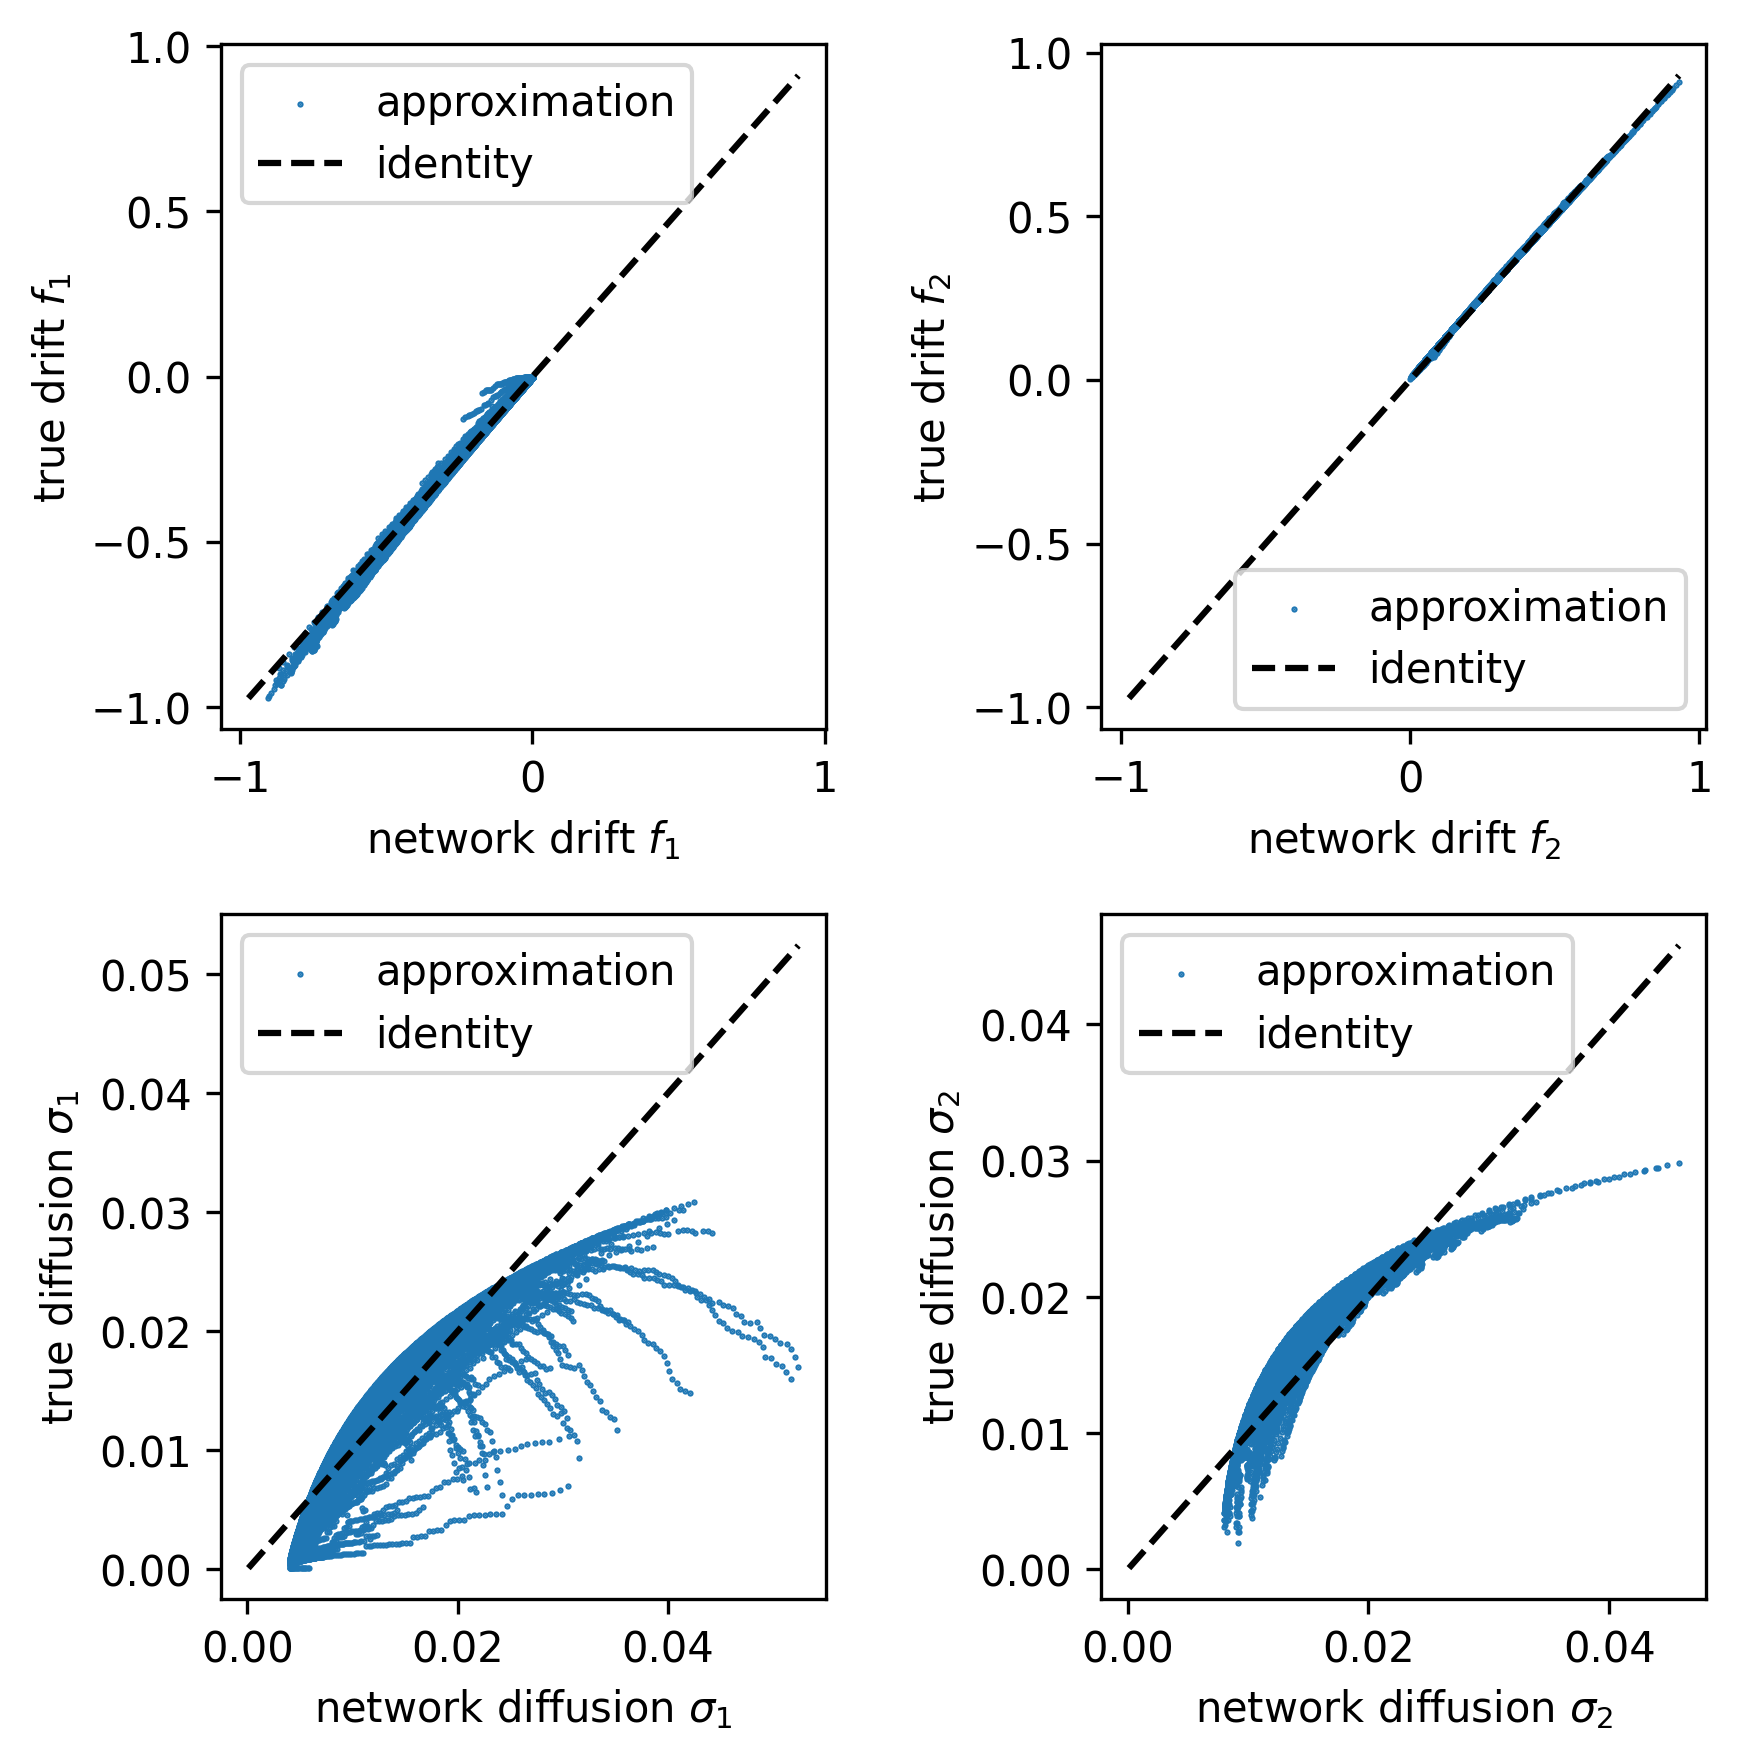 1.0
0.5
0.0
−0.5
−1.0
true drift f₁
approximation
identity
−1 0 1
network drift f₁
1.0
0.5
0.0
−0.5
−1.0
true drift f₂
approximation
identity
−1 0 1
network drift f₂
0.05
0.04
0.03
0.02
0.01
0.00
true diffusion σ₁
approximation
identity
0.00 0.02 0.04
network diffusion σ₁
0.04
0.03
0.02
0.01
0.00
true diffusion σ₂
approximation
identity
0.00 0.02 0.04
network diffusion σ₂